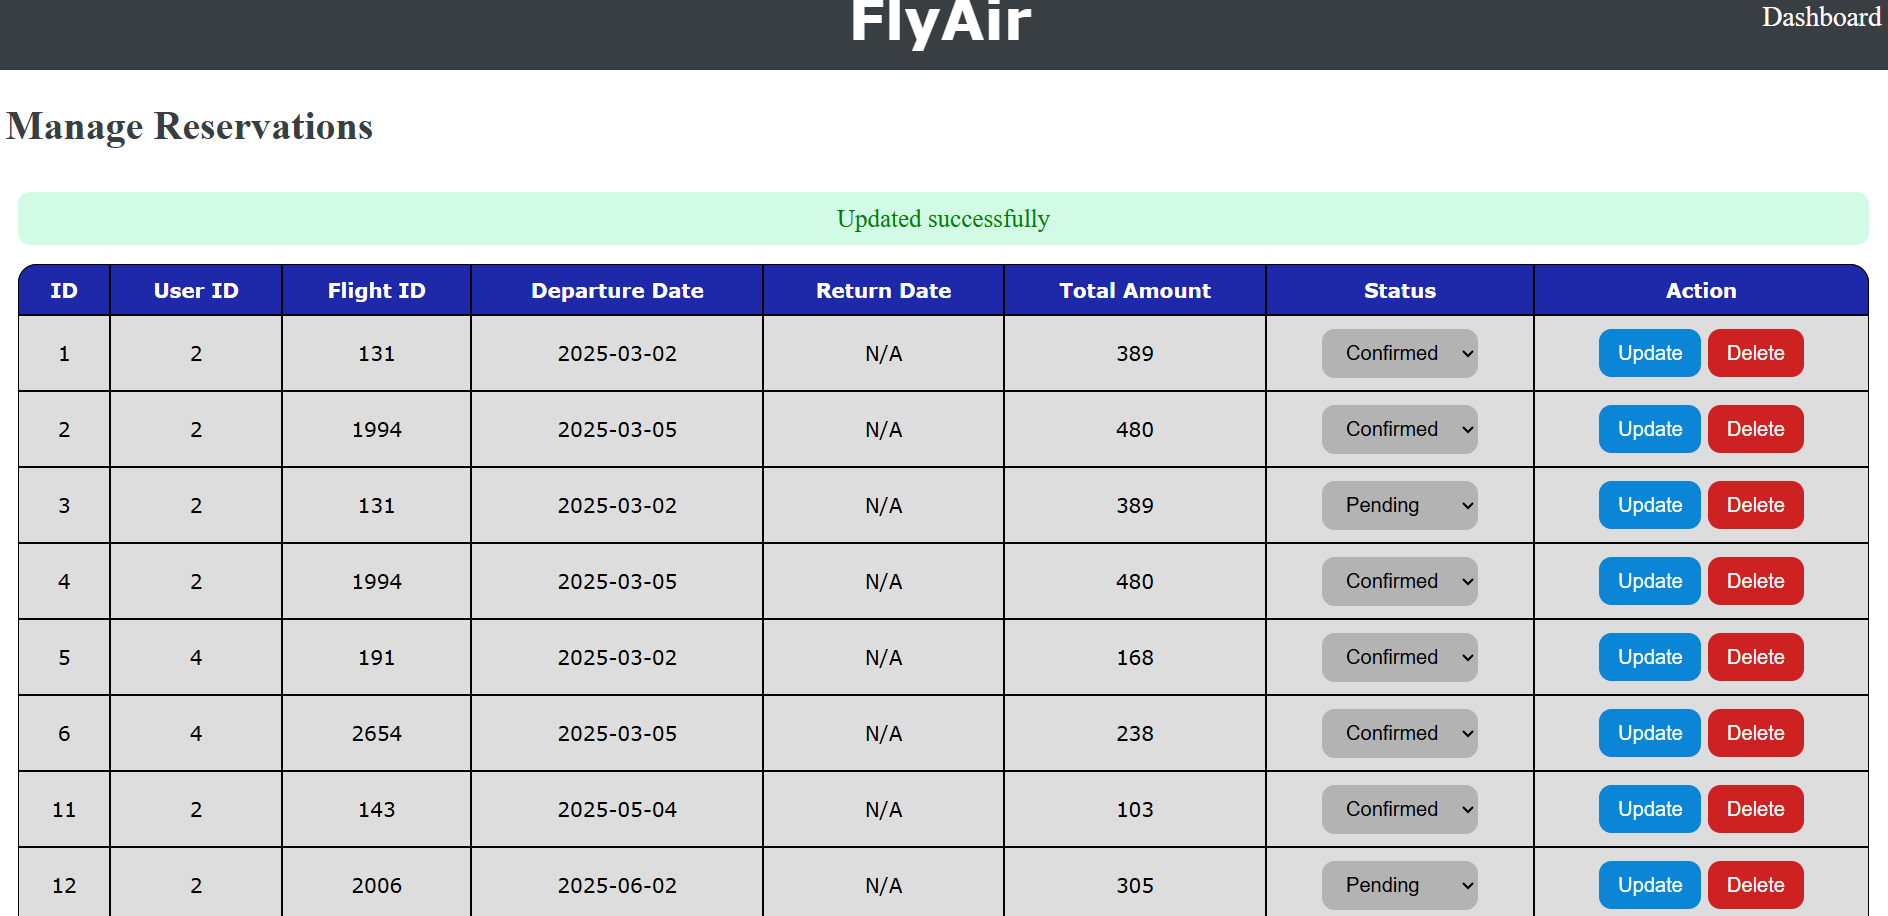 FlyAir
Dashboard
Manage Reservations
Updated successfully
ID User ID Flight ID Departure Date Return Date Total Amount Status Action
1 2 131 2025-03-02 N/A 389 Confirmed Update Delete
2 2 1994 2025-03-05 N/A 480 Confirmed Update Delete
3 2 131 2025-03-02 N/A 389 Pending Update Delete
4 2 1994 2025-03-05 N/A 480 Confirmed Update Delete
5 4 191 2025-03-02 N/A 168 Confirmed Update Delete
6 4 2654 2025-03-05 N/A 238 Confirmed Update Delete
11 2 143 2025-05-04 N/A 103 Confirmed Update Delete
12 2 2006 2025-06-02 N/A 305 Pending Update Delete